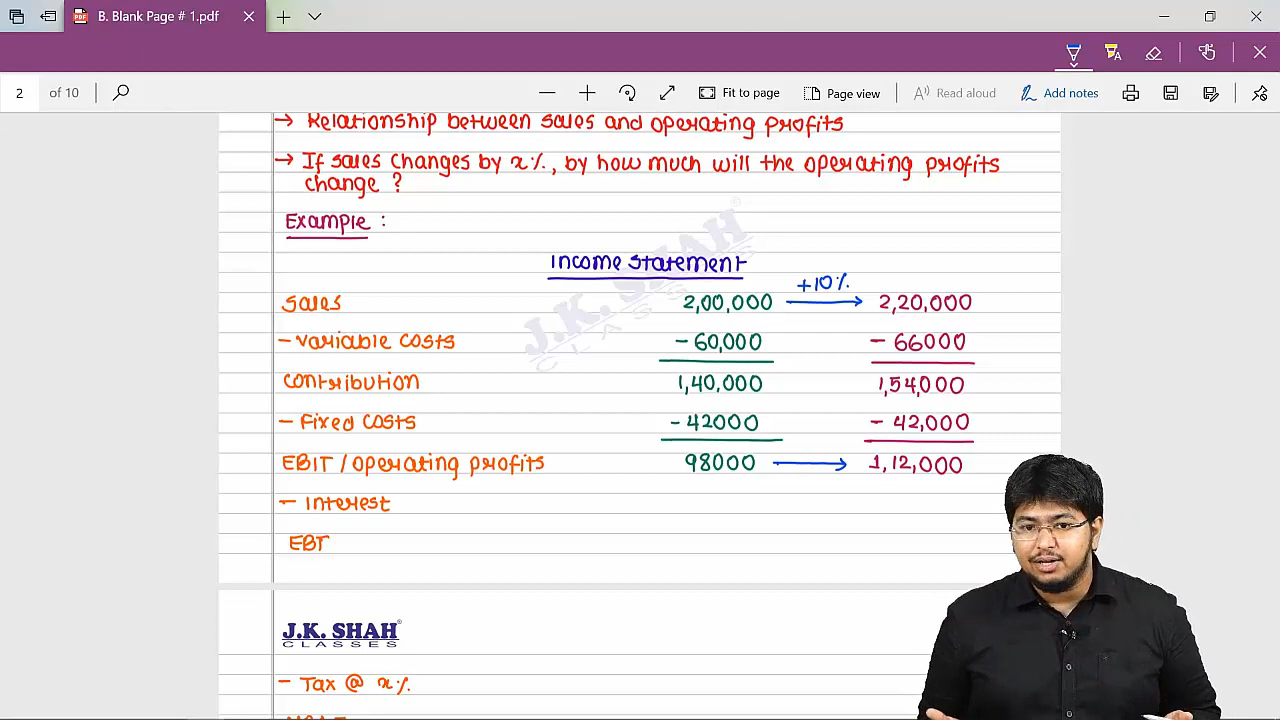 B. Blank Page # 1.pdf
2 of 10 Fit to page Page view Read aloud Add notes
→ Relationship between sales and operating profits
→ If sales changes by x%, by how much will the operating profits
change ?
Example :
Income Statement
+10%
Sales 2,00,000 2,20,000
- Variable costs - 60,000 - 66000
Contribution 1,40,000 1,54,000
- Fixed costs - 42000 - 42,000
EBIT / operating profits 98000 1,12,000
- Interest
EBT
J.K. SHAH
CLASSES
J.K. SHAH
CLASSES
- Tax @ x%